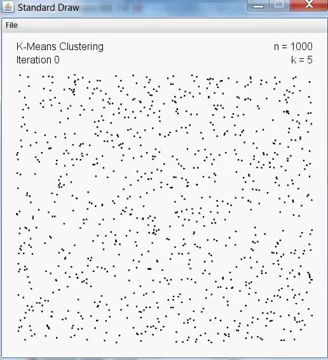 Standard Draw
File
K-Means Clustering
n = 1000
Iteration 0
k = 5